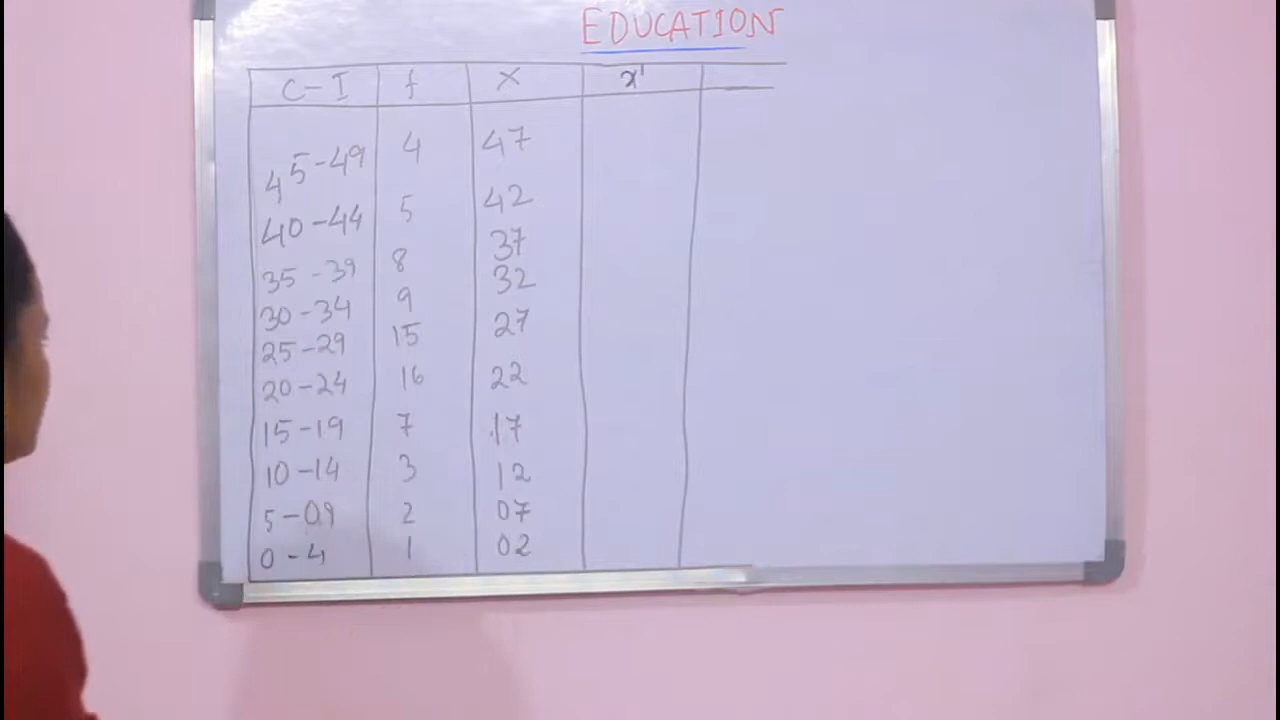 EDUCATION
C-I f X x'
45-49 4 47
40-44 5 42
35-39 8 37
30-34 9 32
25-29 15 27
20-24 16 22
15-19 7 17
10-14 3 12
5-09 2 07
0-4 1 02